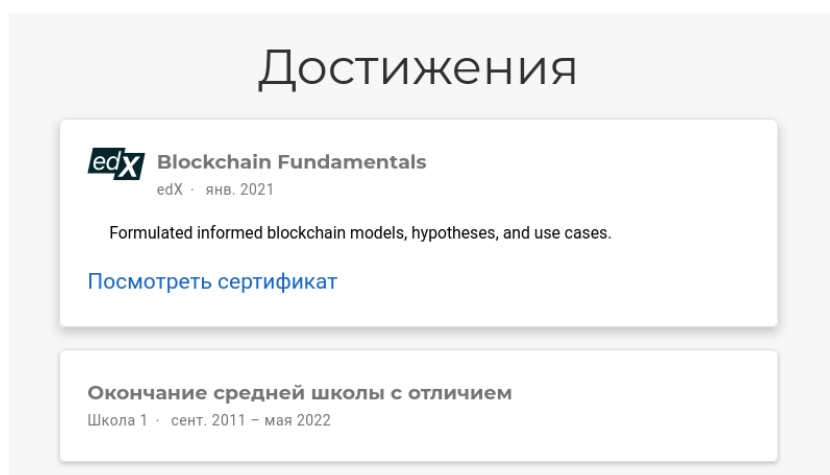 Достижения
edX
Blockchain Fundamentals
edX · янв. 2021
Formulated informed blockchain models, hypotheses, and use cases.
Посмотреть сертификат
Окончание средней школы с отличием
Школа 1 · сент. 2011 – мая 2022